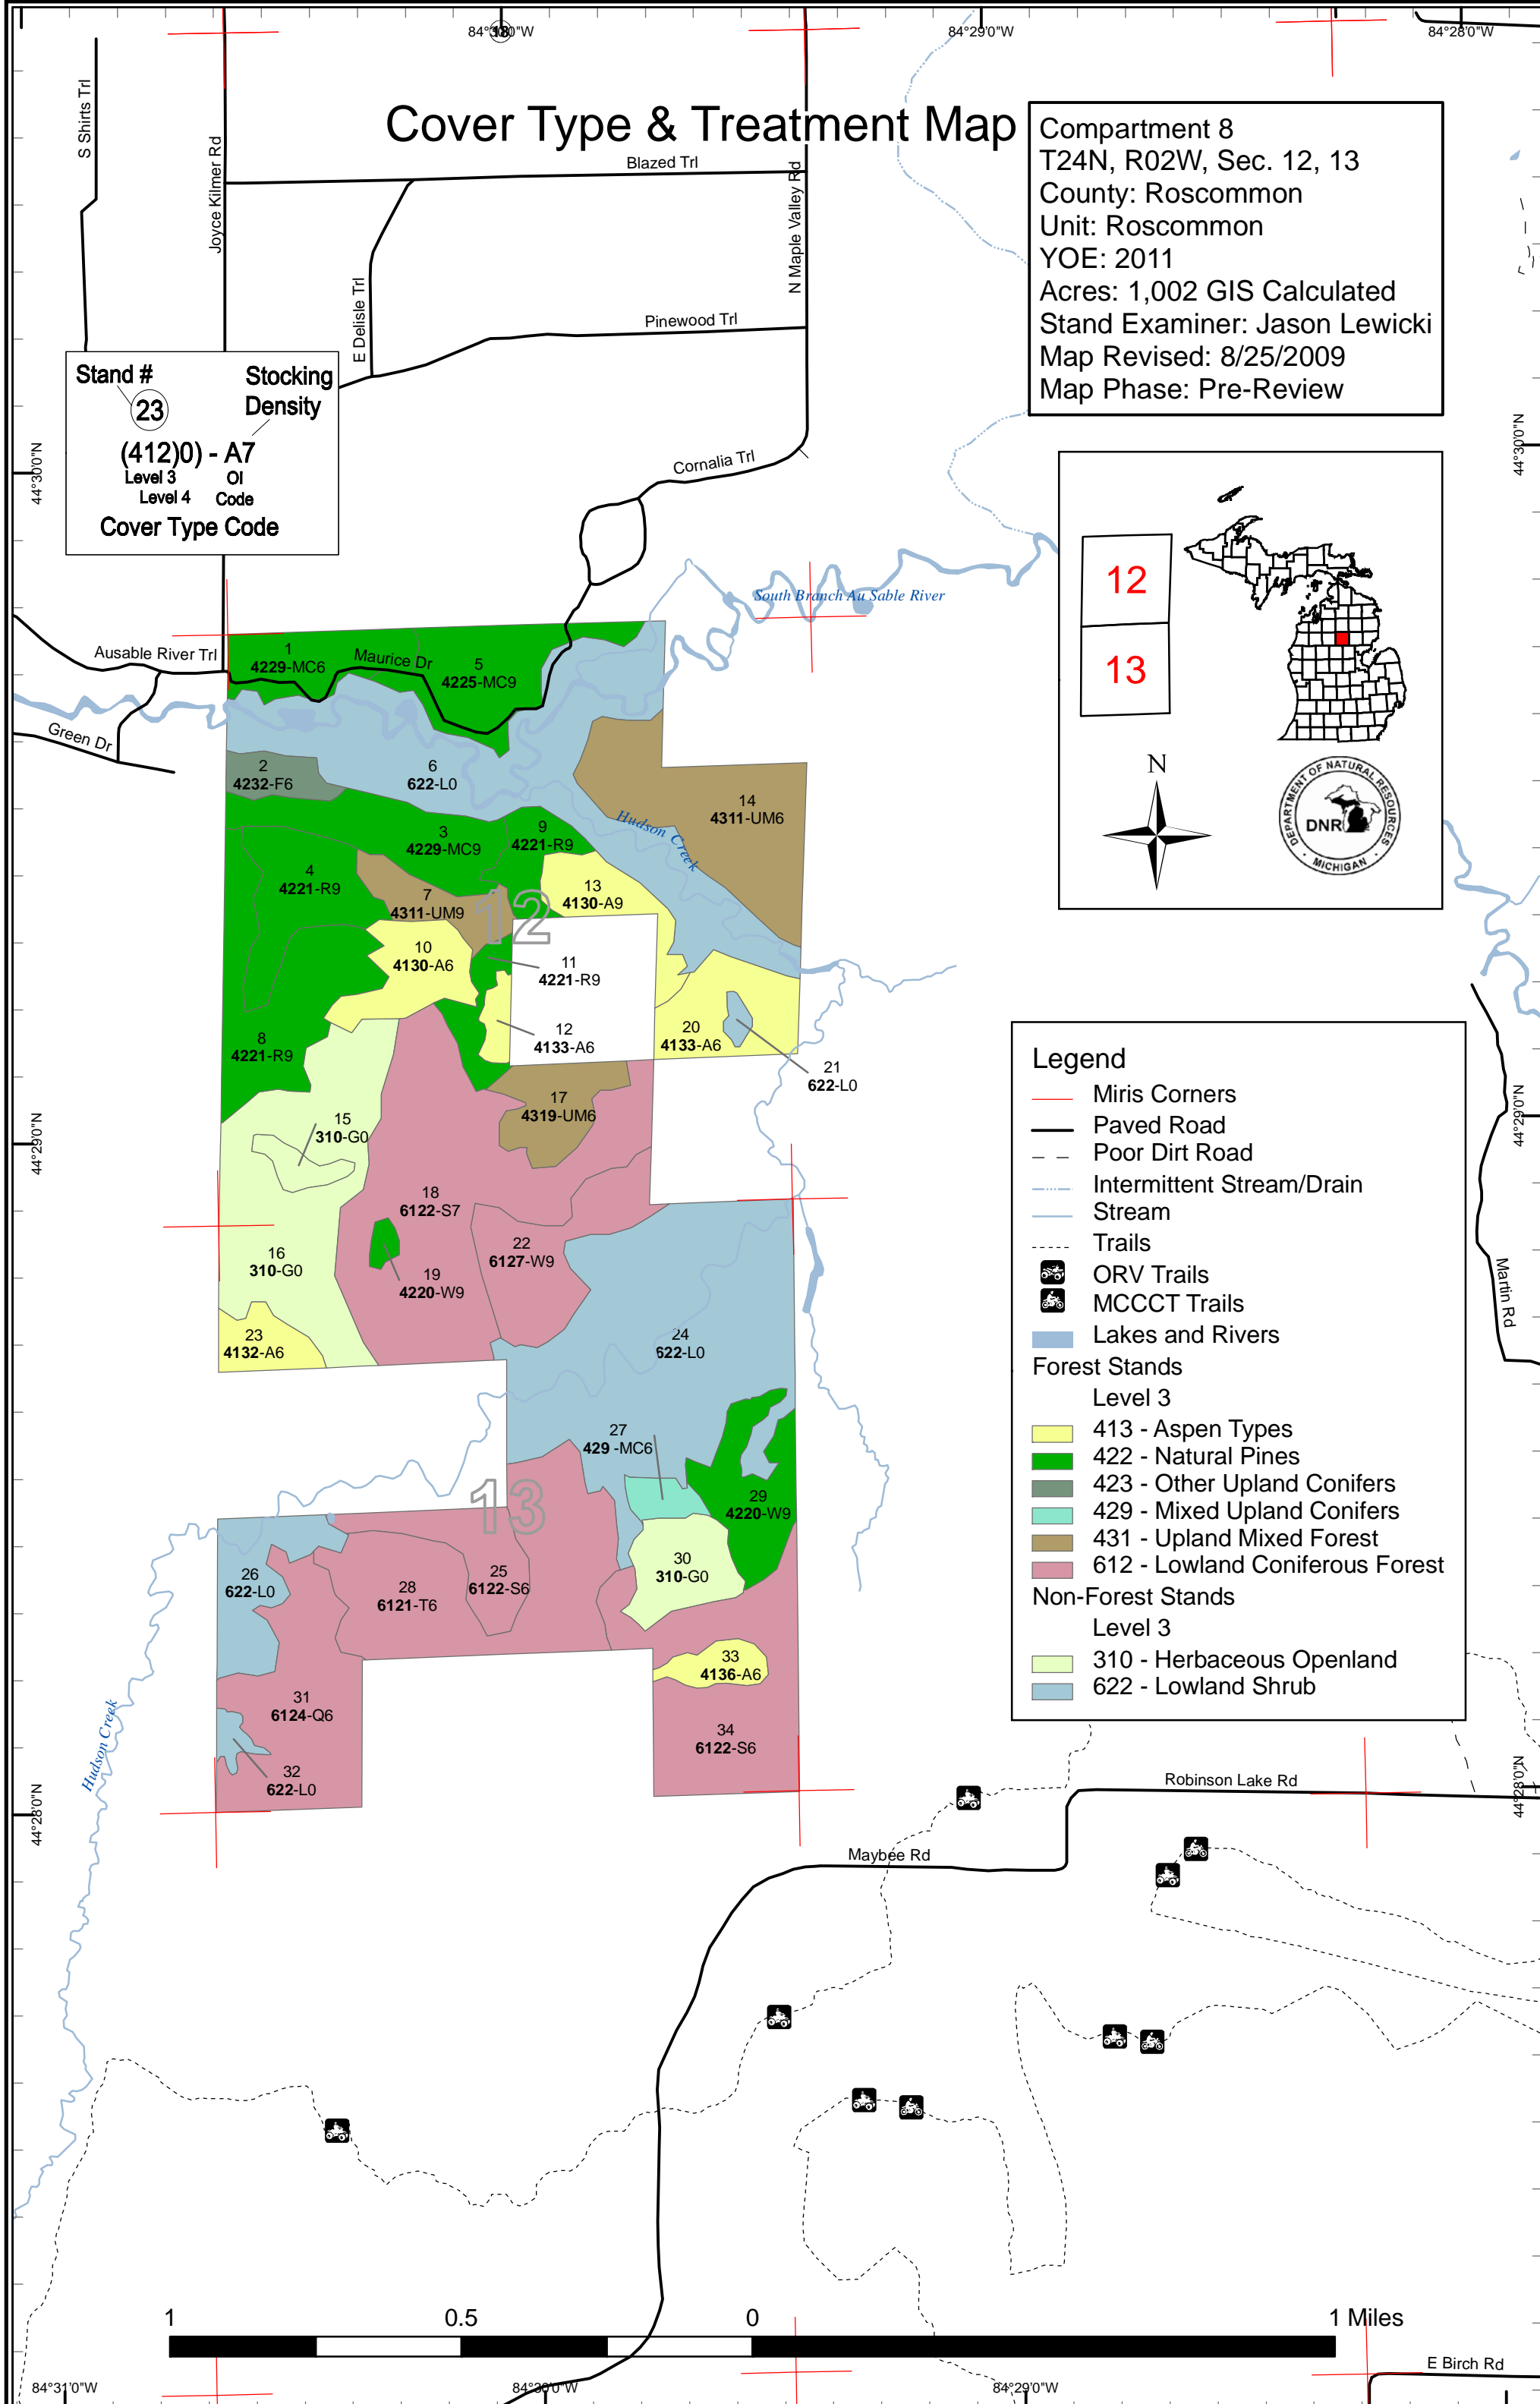 84°30'0"W
18
84°29'0"W
84°28'0"W
Cover Type & Treatment Map
Compartment 8
T24N, R02W, Sec. 12, 13
County: Roscommon
Unit: Roscommon
YOE: 2011
Acres: 1,002 GIS Calculated
Stand Examiner: Jason Lewicki
Map Revised: 8/25/2009
Map Phase: Pre-Review
S Shirts Trl
Joyce Kilmer Rd
Blazed Trl
N Maple Valley Rd
E Delisle Trl
Pinewood Trl
Cornalia Trl
Stand #
23
Stocking
Density
(412)0) - A7
Level 3
OI
Level 4
Code
Cover Type Code
44°30'0"N
44°30'0"N
12
13
N
DEPARTMENT OF NATURAL RESOURCES
DNR
MICHIGAN
South Branch Au Sable River
Ausable River Trl
Green Dr
Maurice Dr
1
4229-MC6
5
4225-MC9
2
4232-F6
6
622-L0
14
4311-UM6
Hudson Creek
3
4229-MC9
9
4221-R9
4
4221-R9
7
4311-UM9
12
13
4130-A9
10
4130-A6
11
4221-R9
8
4221-R9
12
4133-A6
20
4133-A6
21
622-L0
15
310-G0
17
4319-UM6
44°29'0"N
44°29'0"N
18
6122-S7
16
310-G0
19
4220-W9
22
6127-W9
23
4132-A6
24
622-L0
27
429 -MC6
13
29
4220-W9
26
622-L0
28
6121-T6
25
6122-S6
30
310-G0
33
4136-A6
31
6124-Q6
34
6122-S6
32
622-L0
Hudson Creek
Legend
Miris Corners
Paved Road
Poor Dirt Road
Intermittent Stream/Drain
Stream
Trails
ORV Trails
MCCCT Trails
Lakes and Rivers
Forest Stands
Level 3
413 - Aspen Types
422 - Natural Pines
423 - Other Upland Conifers
429 - Mixed Upland Conifers
431 - Upland Mixed Forest
612 - Lowland Coniferous Forest
Non-Forest Stands
Level 3
310 - Herbaceous Openland
622 - Lowland Shrub
Martin Rd
44°28'0"N
44°28'0"N
Robinson Lake Rd
Maybee Rd
1
0.5
0
1 Miles
E Birch Rd
84°31'0"W
84°30'0"W
84°29'0"W